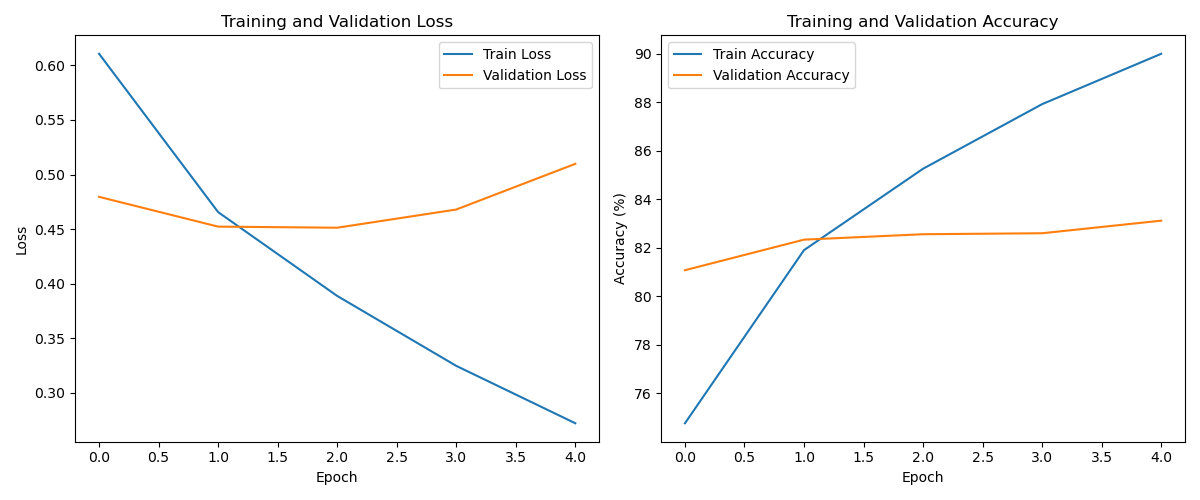 Training and Validation Loss
Train Loss
Validation Loss
Loss
0.60
0.55
0.50
0.45
0.40
0.35
0.30
0.0 0.5 1.0 1.5 2.0 2.5 3.0 3.5 4.0
Epoch
Training and Validation Accuracy
Train Accuracy
Validation Accuracy
Accuracy (%)
90
88
86
84
82
80
78
76
0.0 0.5 1.0 1.5 2.0 2.5 3.0 3.5 4.0
Epoch